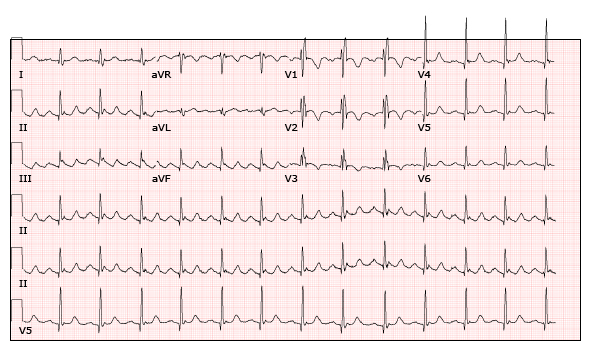 I aVR V1 V4
II aVL V2 V5
III aVF V3 V6
II
II
V5